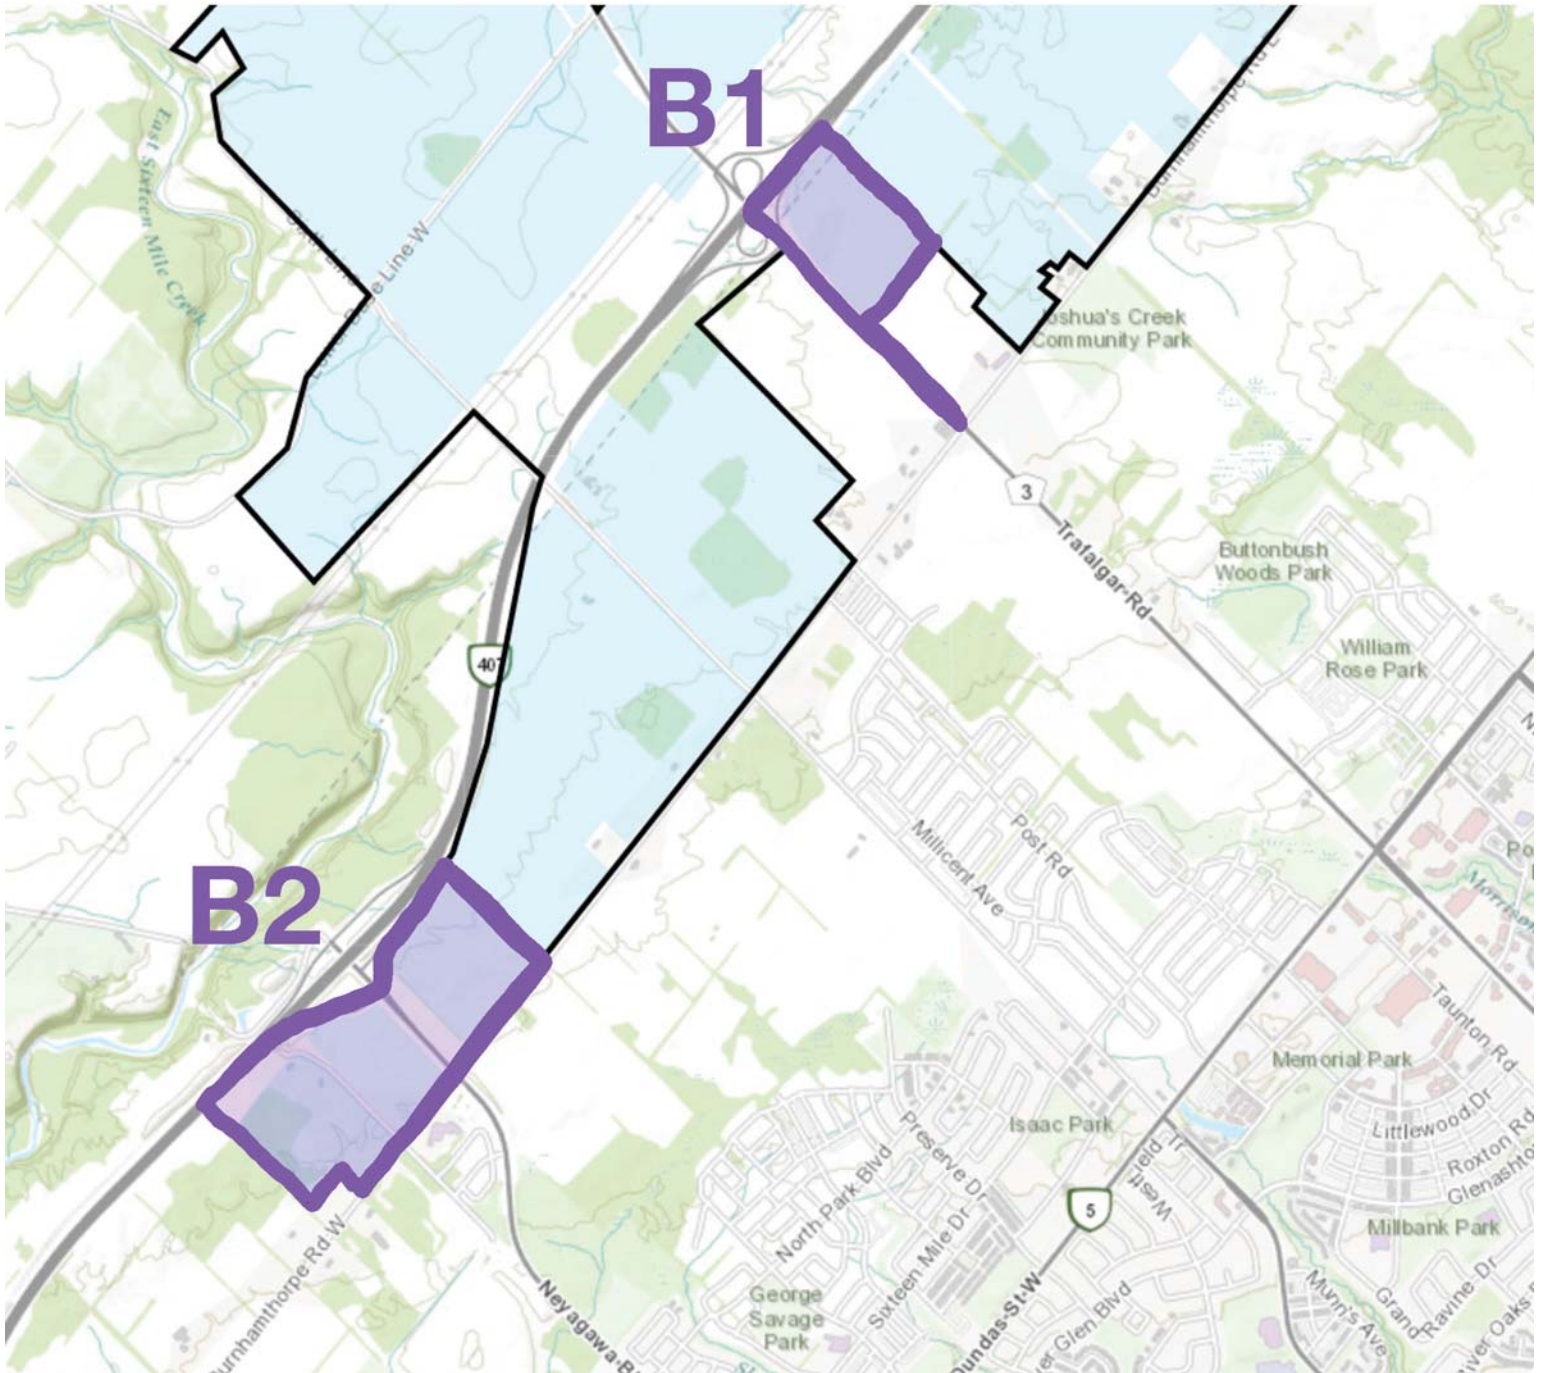 B1
East Sixteen Mile Creek
Line W
Joshua's Creek
Community Park
3
Trafalgar Rd
Buttonbush
Woods Park
William
Rose Park
407
Post Rd
Millicent Ave
B2
Taunton Rd
Memorial Park
Littlewood Dr
Roxton Rd
Isaac Park
Preserve Dr
North Park Blvd
5
Millbank Park
Burnhamthorpe Rd W
Sixteen Mile Dr
George
Savage
Park
Dundas St W
Munn's Ave
Grand
Ravine Dr